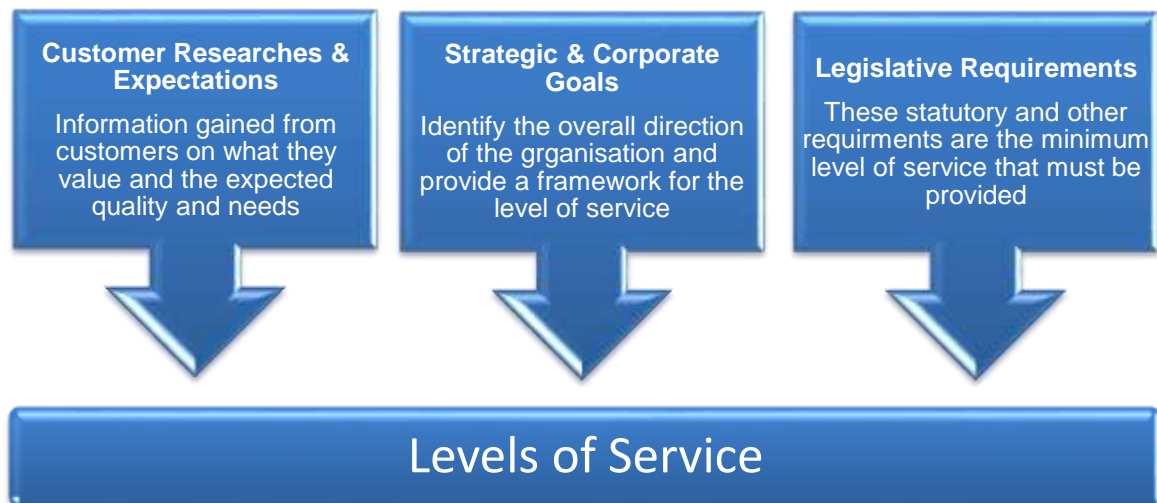 Customer Researches &
Expectations
Information gained from
customers on what they
value and the expected
quality and needs
Strategic & Corporate
Goals
Identify the overall direction
of the grganisation and
provide a framework for the
level of service
Legislative Requirements
These statutory and other
requirments are the minimum
level of service that must be
provided
Levels of Service